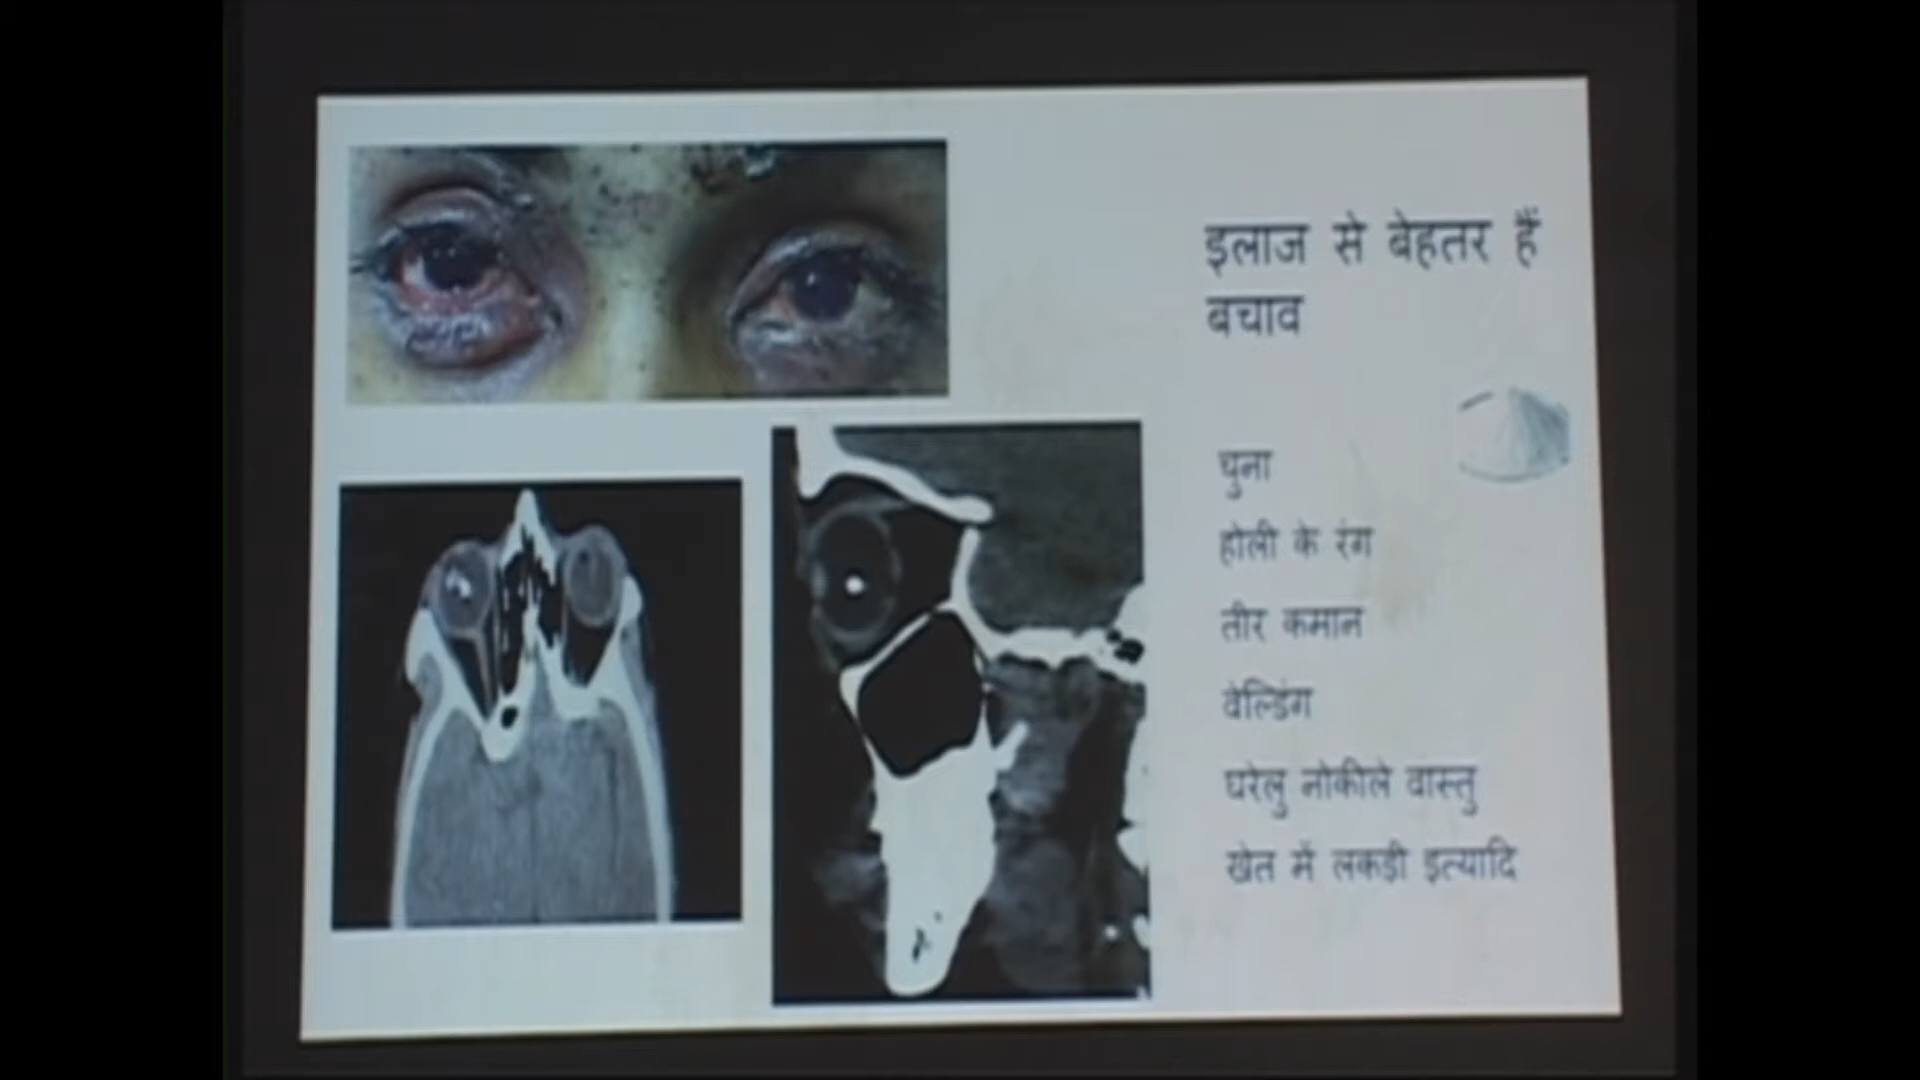 इलाज से बेहतर हैं
बचाव
चुना
होली के रंग
तीर कमान
वेल्डिंग
घरेलु नोकीले वास्तु
खेत में लकड़ी इत्यादि